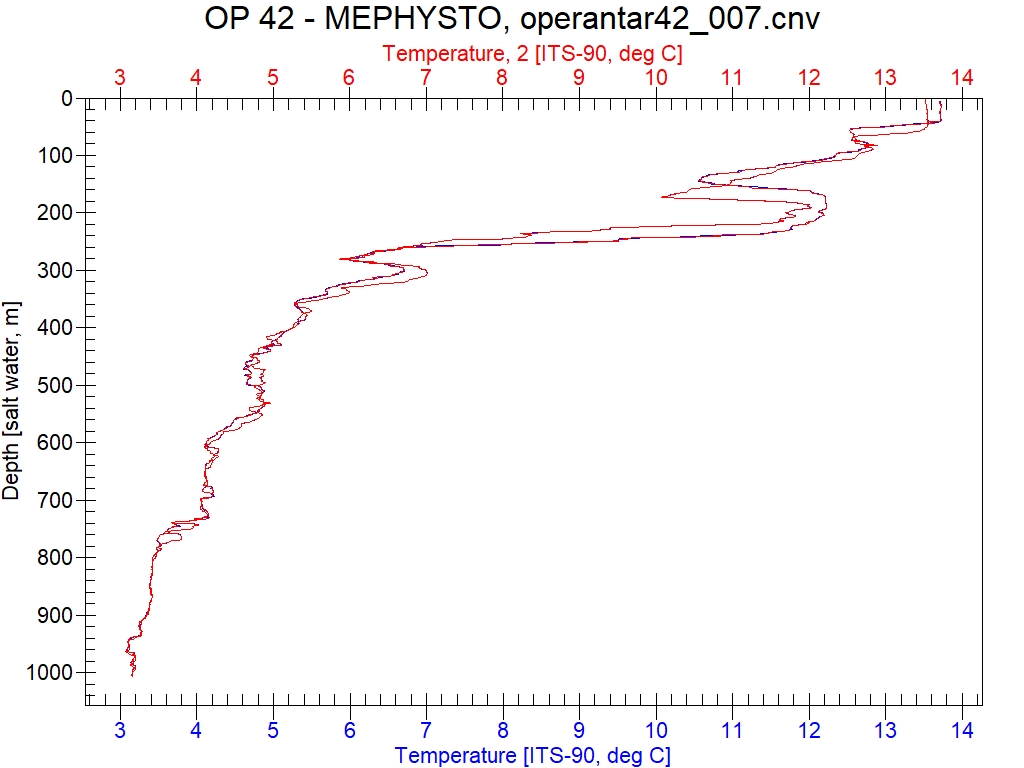 OP 42 - MEPHYSTO, operantar42_007.cnv
Temperature, 2 [ITS-90, deg C]
3 4 5 6 7 8 9 10 11 12 13 14
0
100
200
300
400
500
600
700
800
900
1000
Depth [salt water, m]
3 4 5 6 7 8 9 10 11 12 13 14
Temperature [ITS-90, deg C]